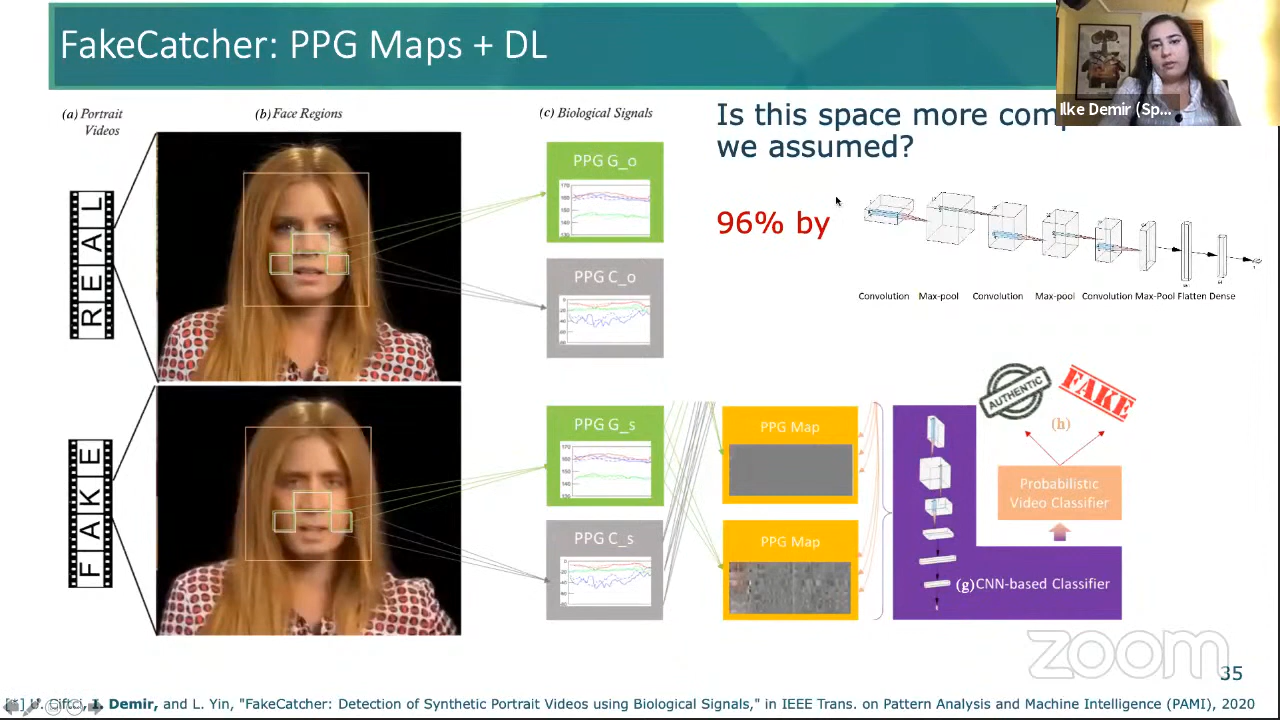 FakeCatcher: PPG Maps + DL
Ilke Demir (Sp...
(a) Portrait
Videos
(b) Face Regions
(c) Biological Signals
Is this space more comp
we assumed?
96% by
REAL
FAKE
PPG G_o
PPG C_o
PPG G_s
PPG C_s
Convolution Max-pool Convolution Max-pool Convolution Max-Pool Flatten Dense
PPG Map
PPG Map
AUTHENTIC
FAKE
(h)
Probabilistic
Video Classifier
(g) CNN-based Classifier
zoom
35
[1] U. Ciftci, I. Demir, and L. Yin, "FakeCatcher: Detection of Synthetic Portrait Videos using Biological Signals," in IEEE Trans. on Pattern Analysis and Machine Intelligence (PAMI), 2020